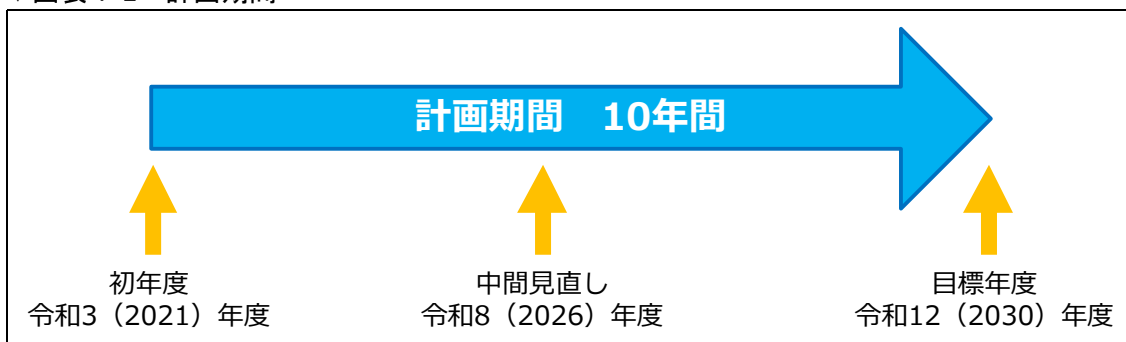 計画期間　10年間
初年度
令和3（2021）年度
中間見直し
令和8（2026）年度
目標年度
令和12（2030）年度